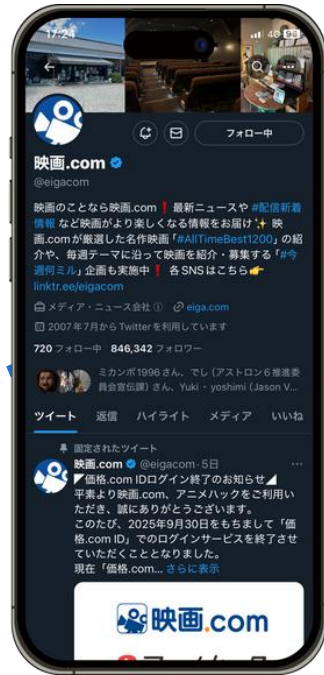 17:24
4G 96
フォロー中
映画.com
@eigacom
映画のことなら映画.com❗最新ニュースや #配信新着
情報 など映画がより楽しくなる情報をお届け✨ 映
画.comが厳選した名作映画「#AllTimeBest1200」の紹
介や、毎週テーマに沿って映画を紹介・募集する「#今
週何ミル」企画も実施中❗ 各SNSはこちら👉
linktr.ee/eigacom
メディア・ニュース会社 eiga.com
2007年7月からTwitterを利用しています
720 フォロー中 846,342 フォロワー
ミカンボ1996さん、でし (アストロン6推進委
員会宣伝課) さん、Yuki・yoshimi (Jason V...
ツイート 返信 ハイライト メディア いいね
固定されたツイート
映画.com @eigacom·5日
◤価格.com IDログイン終了のお知らせ◢
平素より映画.com、アニメハックをご利用い
ただき、誠にありがとうございます。
このたび、2025年9月30日をもちまして「価
格.com ID」でのログインサービスを終了させ
ていただくこととなりました。
現在「価格.com... さらに表示
映画.com